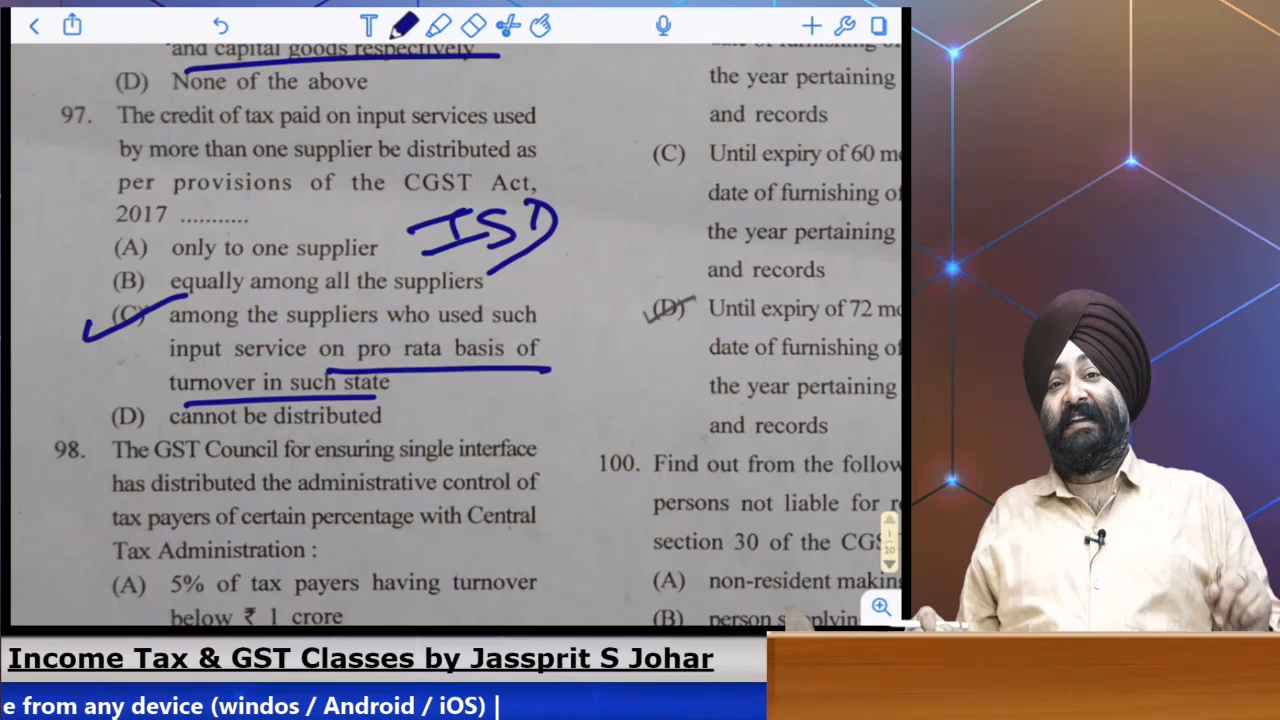 and capital goods respectively
(D) None of the above
97. The credit of tax paid on input services used
by more than one supplier be distributed as
per provisions of the CGST Act,
2017 ...........
ISD
(A) only to one supplier
(B) equally among all the suppliers
(C) among the suppliers who used such
input service on pro rata basis of
turnover in such state
(D) cannot be distributed
98. The GST Council for ensuring single interface
has distributed the administrative control of
tax payers of certain percentage with Central
Tax Administration :
(A) 5% of tax payers having turnover
below ₹ 1 crore
the year pertaining
and records
(C) Until expiry of 60
date of furnishing
the year pertaining
and records
(D) Until expiry of 72
date of furnishing
the year pertaining
and records
100. Find out from the
persons not liable for
section 30 of the
(A) non-resident
(B) person
1
20
Income Tax & GST Classes by Jassprit S Johar
e from any device (windos / Android / iOS) |